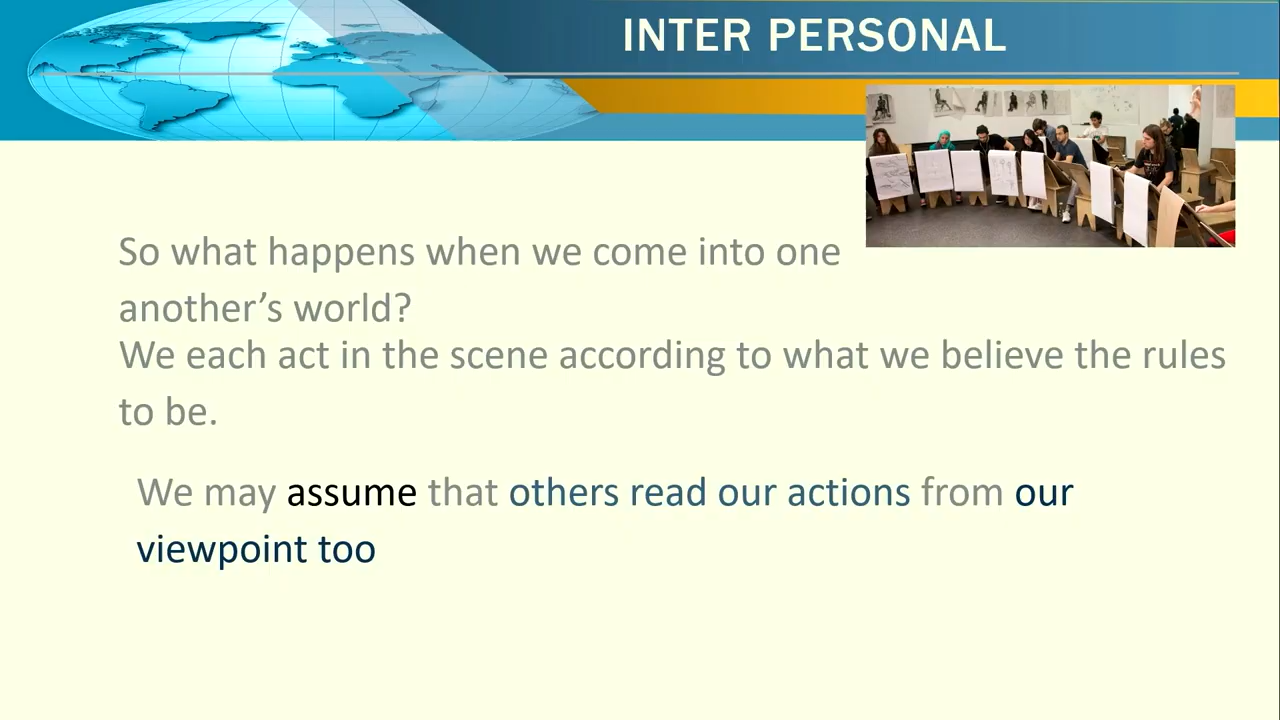 INTER PERSONAL
So what happens when we come into one
another’s world?
We each act in the scene according to what we believe the rules
to be.
We may assume that others read our actions from our
viewpoint too